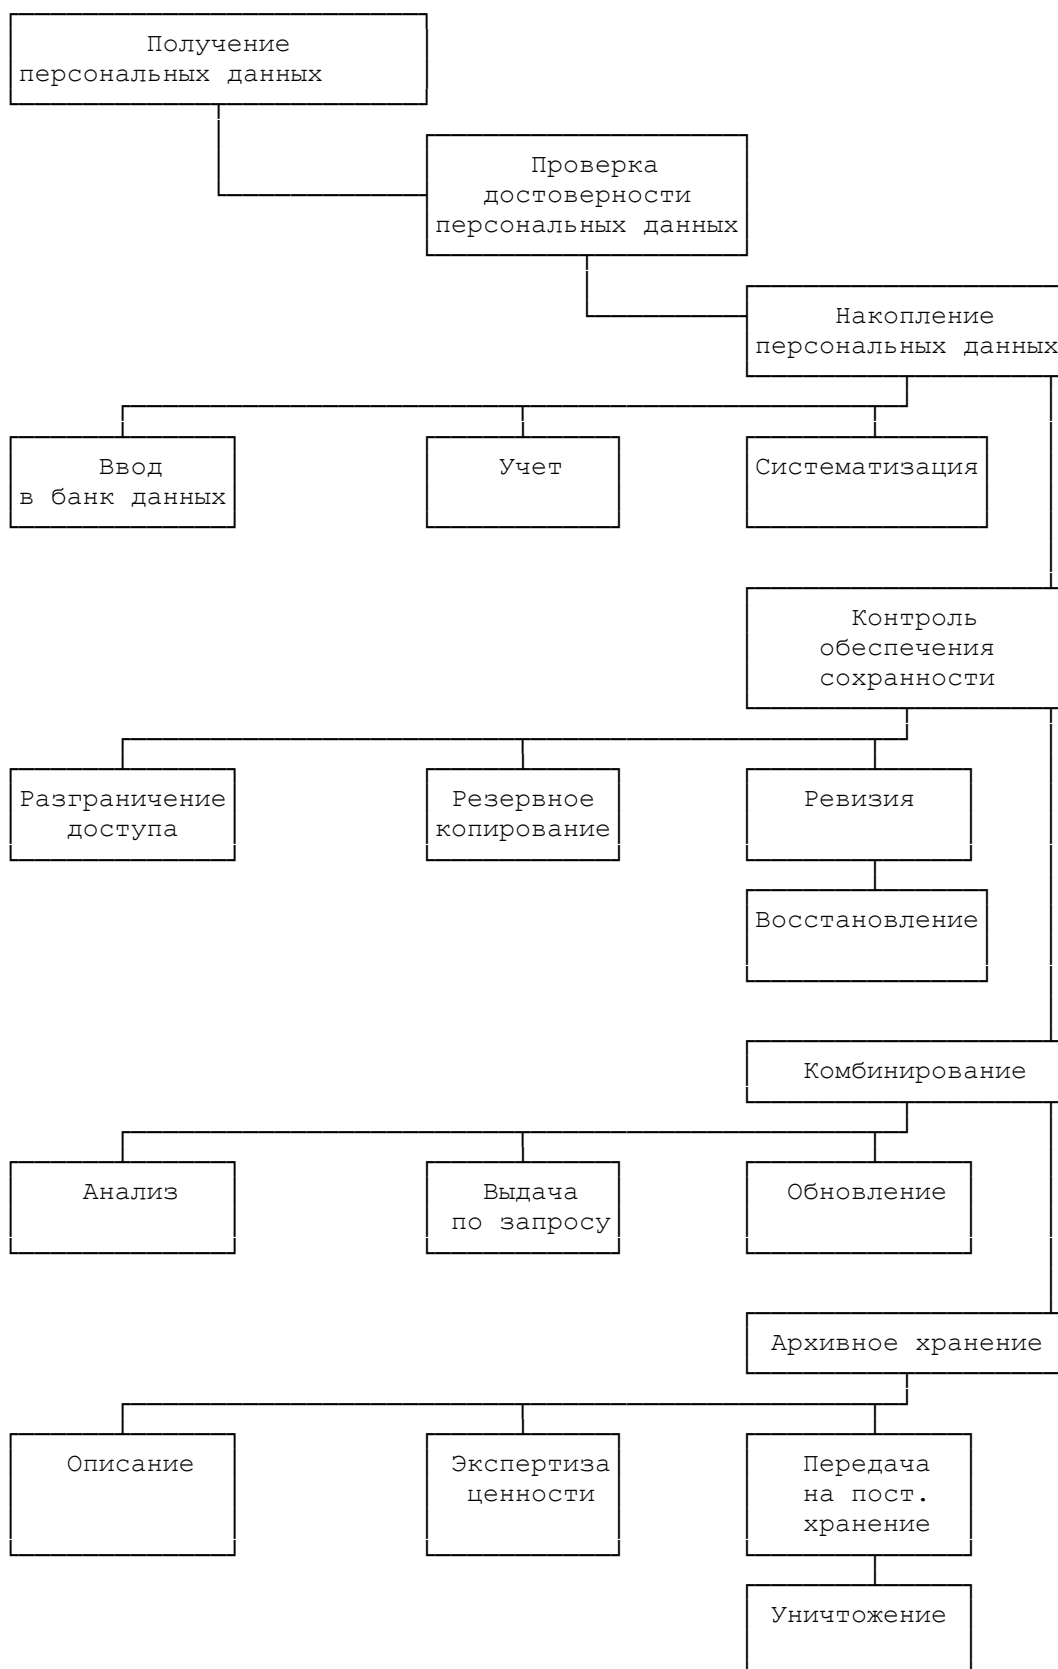 Получение
персональных данных
Проверка
достоверности
персональных данных
Накопление
персональных данных
Ввод
в банк данных
Учет
Систематизация
Контроль
обеспечения
сохранности
Разграничение
доступа
Резервное
копирование
Ревизия
Восстановление
Комбинирование
Анализ
Выдача
по запросу
Обновление
Архивное хранение
Описание
Экспертиза
ценности
Передача
на пост.
хранение
Уничтожение